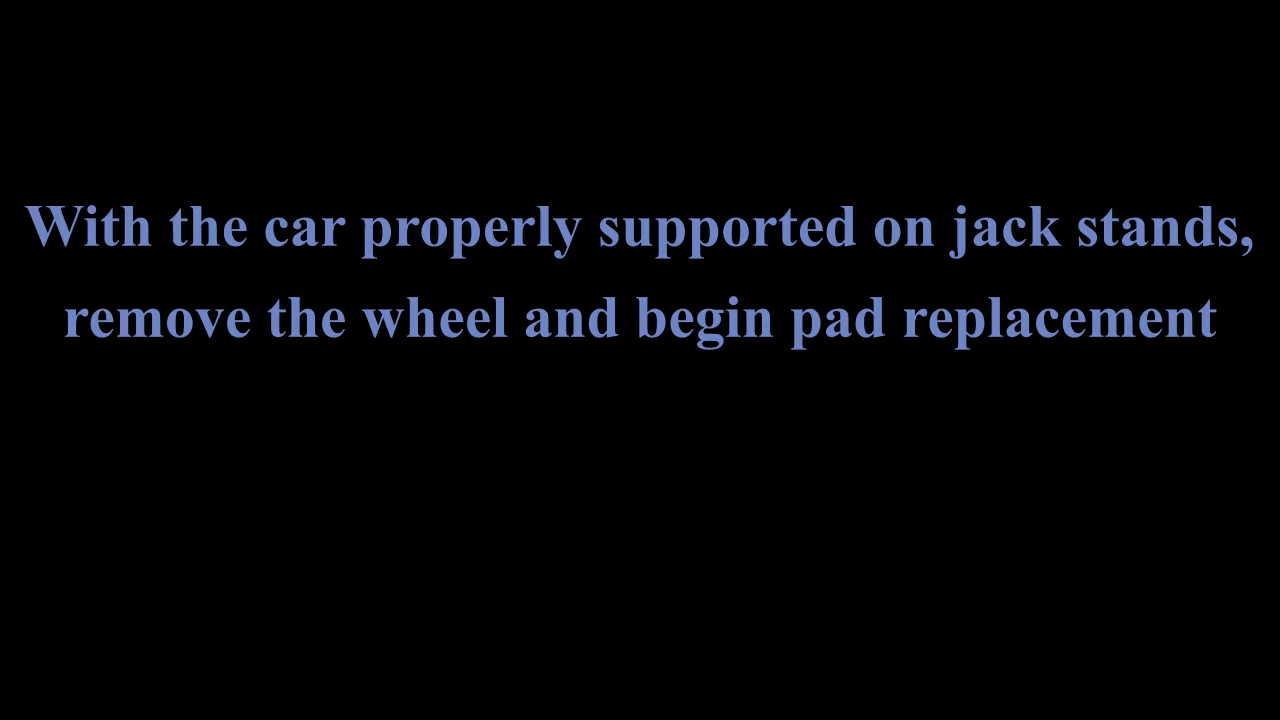 With the car properly supported on jack stands,
remove the wheel and begin pad replacement